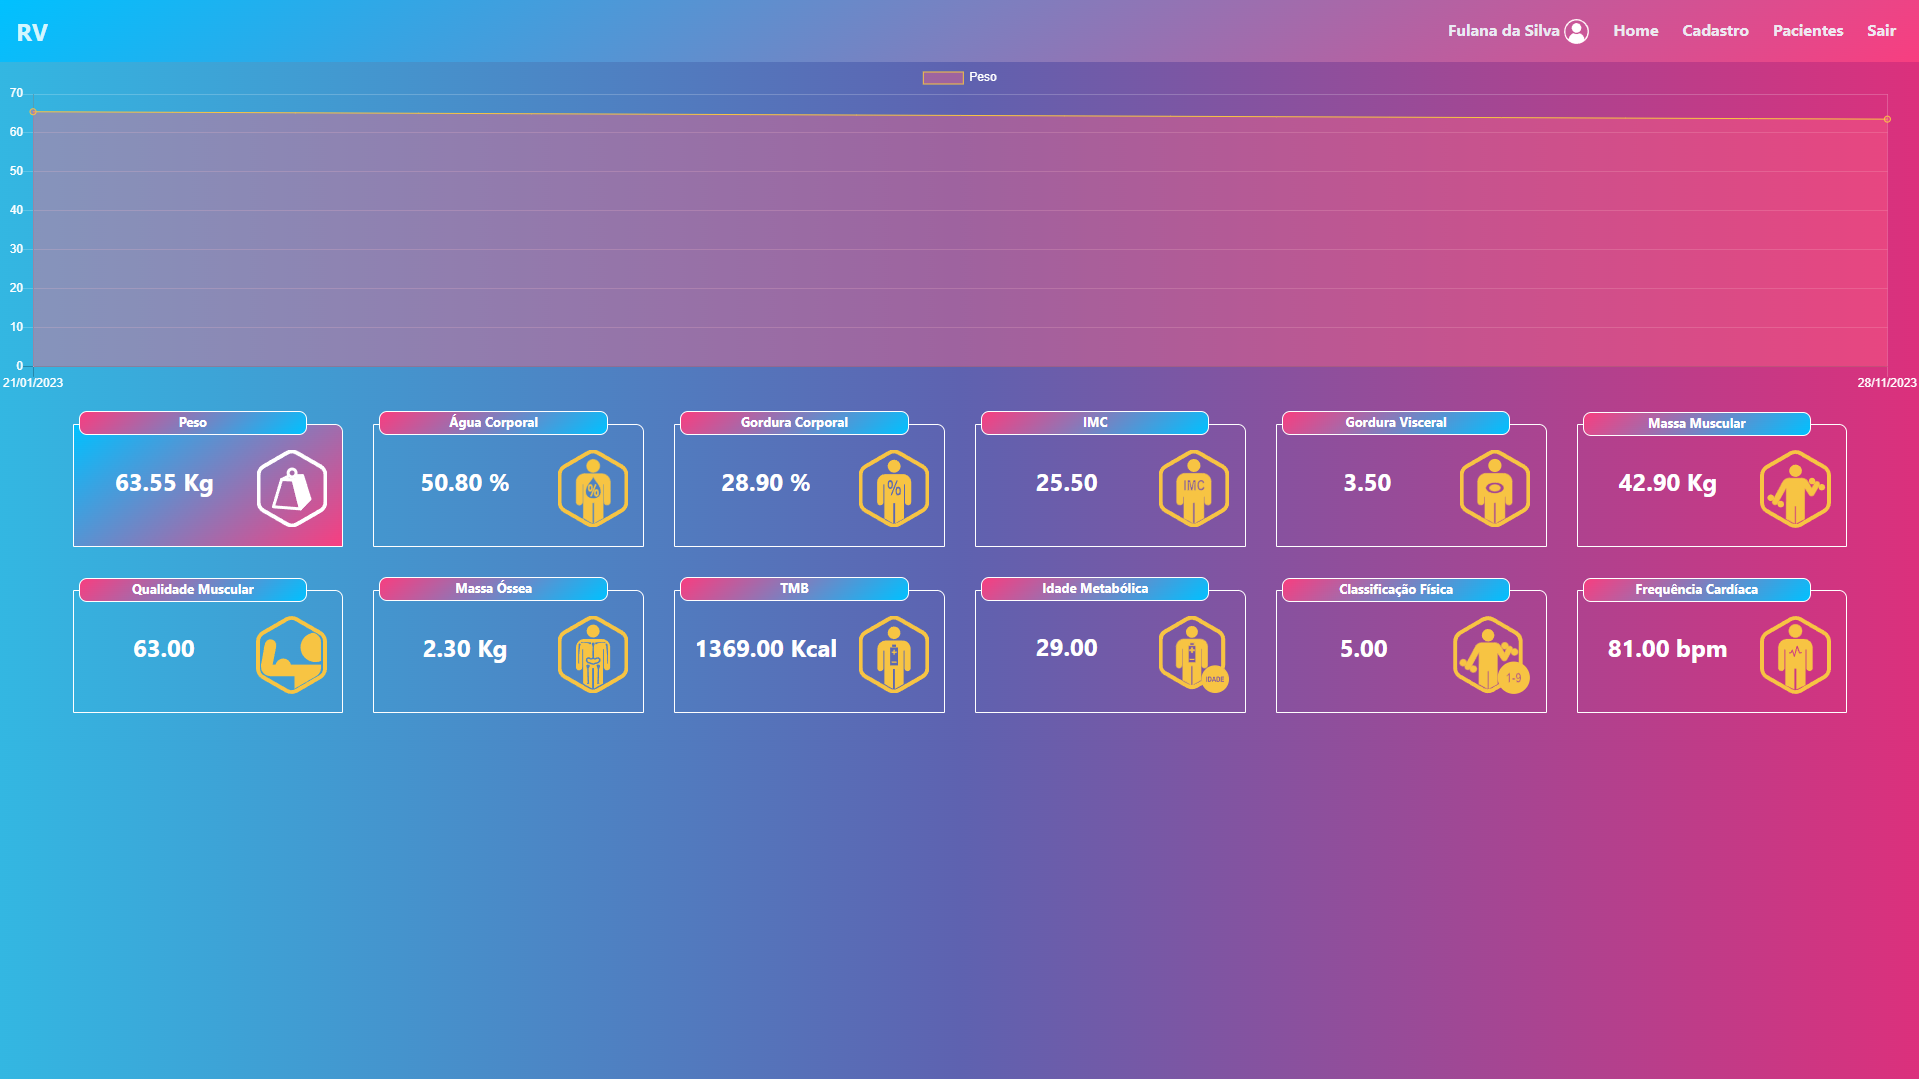 RV
Fulana da Silva Home Cadastro Pacientes Sair
Peso
70
60
50
40
30
20
10
0
21/01/2023 28/11/2023
Peso Água Corporal Gordura Corporal IMC Gordura Visceral Massa Muscular
63.55 Kg 50.80 % % 28.90 % % 25.50 IMC 3.50 42.90 Kg
Qualidade Muscular Massa Óssea TMB Idade Metabólica Classificação Física Frequência Cardíaca
63.00 2.30 Kg 1369.00 Kcal 29.00 IDADE 5.00 1-9 81.00 bpm